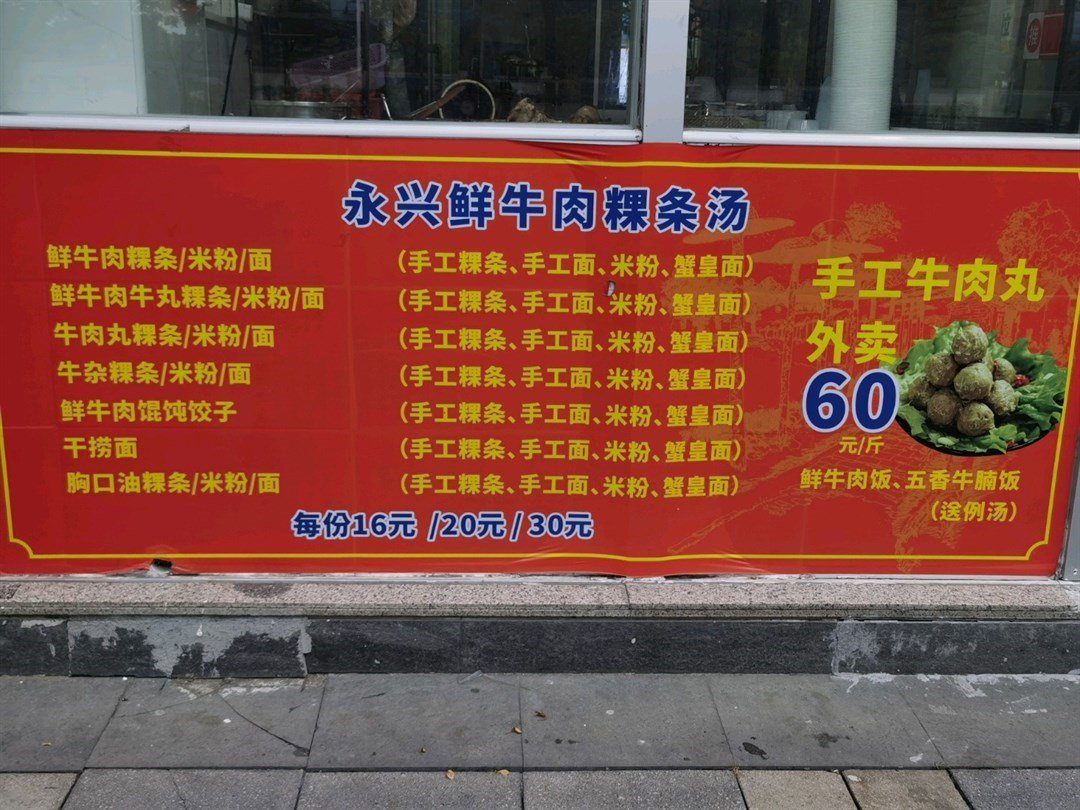 永兴鲜牛肉粿条汤
鲜牛肉粿条/米粉/面 (手工粿条、手工面、米粉、蟹皇面)
鲜牛肉牛丸粿条/米粉/面 (手工粿条、手工面、米粉、蟹皇面)
牛肉丸粿条/米粉/面 (手工粿条、手工面、米粉、蟹皇面)
牛杂粿条/米粉/面 (手工粿条、手工面、米粉、蟹皇面)
鲜牛肉馄饨饺子 (手工粿条、手工面、米粉、蟹皇面)
干捞面 (手工粿条、手工面、米粉、蟹皇面)
胸口油粿条/米粉/面 (手工粿条、手工面、米粉、蟹皇面)
每份16元 /20元 / 30元
手工牛肉丸
外卖
60
元/斤
鲜牛肉饭、五香牛腩饭
(送例汤)